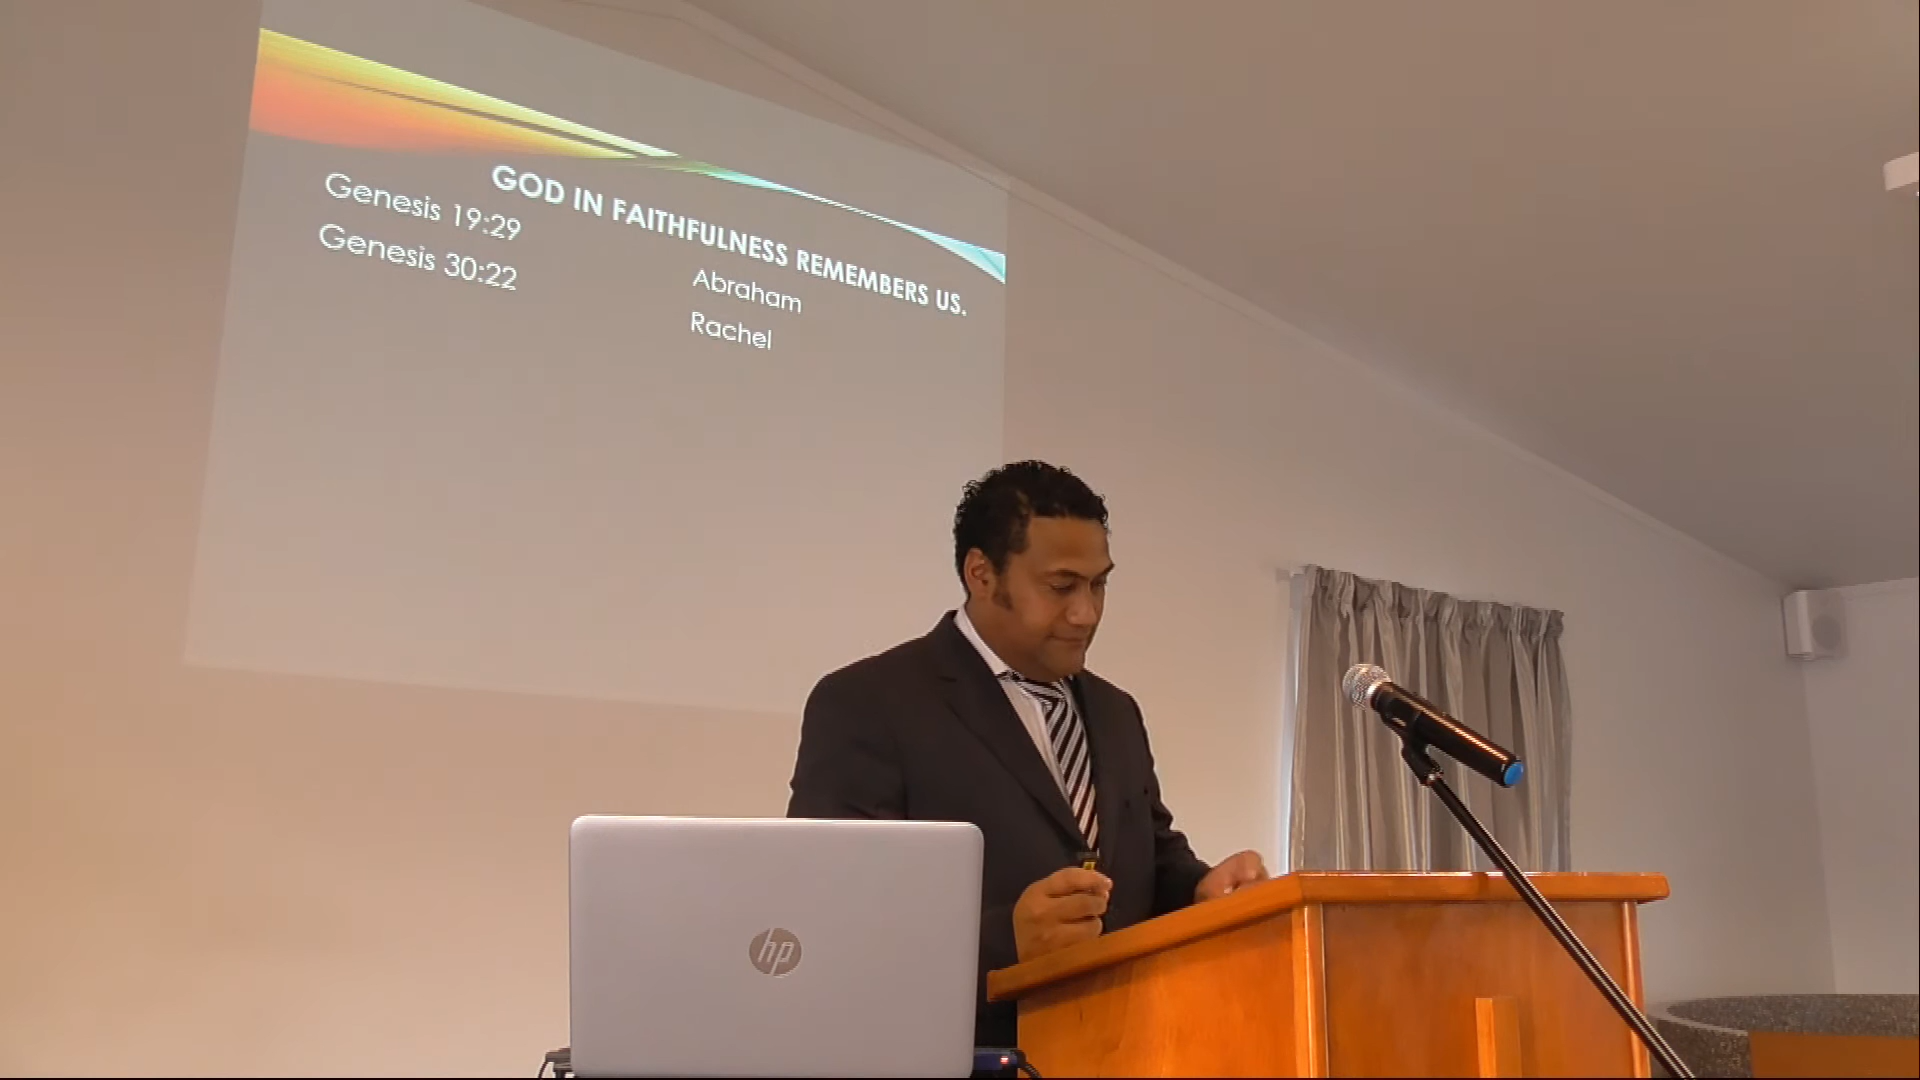 GOD IN FAITHFULNESS REMEMBERS US.
Genesis 19:29
Abraham
Genesis 30:22
Rachel
hp